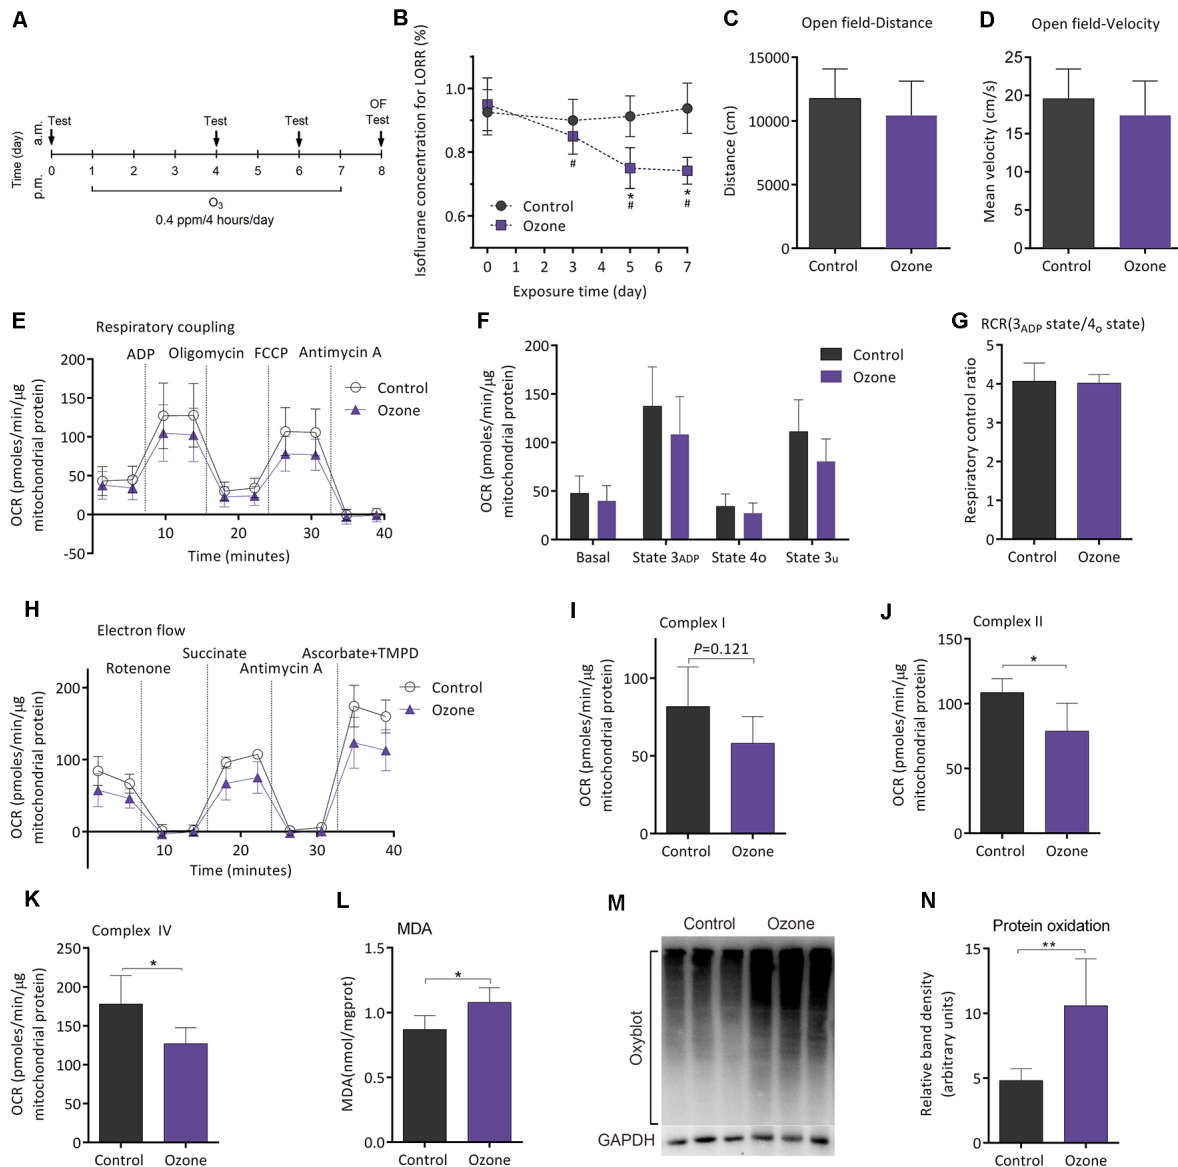 A
Time (day)
a.m.
p.m.
Test
Test
Test
OF
Test
0 1 2 3 4 5 6 7 8
O3
0.4 ppm/4 hours/day
B
Isoflurane concentration for LORR (%)
1.0
0.8
0.6
#
*
#
*
#
Control
Ozone
0 1 2 3 4 5 6 7
Exposure time (day)
C
Open field-Distance
Distance (cm)
15000
10000
5000
0
Control Ozone
D
Open field-Velocity
Mean velocity (cm/s)
25
20
15
10
5
0
Control Ozone
E
Respiratory coupling
ADP Oligomycin FCCP Antimycin A
OCR (pmoles/min/μg
mitochondrial protein)
200
150
100
50
0
-50
Control
Ozone
10 20 30 40
Time (minutes)
F
OCR (pmoles/min/μg
mitochondrial protein)
200
150
100
50
0
Control
Ozone
Basal State 3ADP State 4o State 3u
G
RCR(3ADP state/4o state)
Respiratory control ratio
5
4
3
2
1
0
Control Ozone
H
Electron flow
Rotenone
Succinate
Antimycin A
Ascorbate+TMPD
OCR (pmoles/min/μg
mitochondrial protein)
200
100
0
Control
Ozone
10 20 30 40
Time (minutes)
I
Complex I
P=0.121
OCR (pmoles/min/μg
mitochondrial protein)
100
50
0
Control Ozone
J
Complex II
*
OCR (pmoles/min/μg
mitochondrial protein)
150
100
50
0
Control Ozone
K
Complex IV
*
OCR (pmoles/min/μg
mitochondrial protein)
250
200
150
100
50
0
Control Ozone
L
MDA
*
MDA(nmol/mgprot)
1.5
1.0
0.5
0.0
Control Ozone
M
Control Ozone
Oxyblot
GAPDH
N
Protein oxidation
**
Relative band density
(arbitrary units)
15
10
5
0
Control Ozone